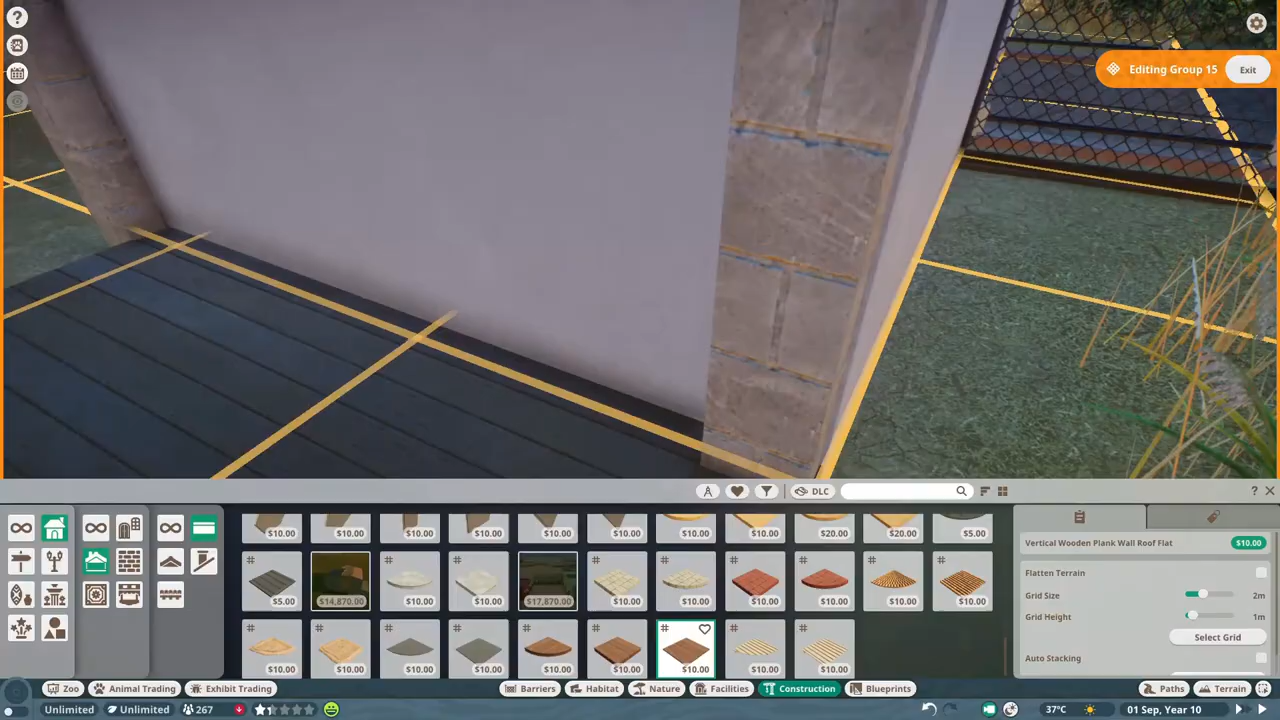 ?
Editing Group 15
Exit
DLC
?
$10.00 $10.00 $10.00 $10.00 $10.00 $10.00 $10.00 $10.00 $20.00 $20.00 $5.00
$5.00 $14,870.00 $10.00 $10.00 $17,870.00 $10.00 $10.00 $10.00 $10.00 $10.00 $10.00
$10.00 $10.00 $10.00 $10.00 $10.00 $10.00 $10.00 $10.00 $10.00
Vertical Wooden Plank Wall Roof Flat $10.00
Flatten Terrain
Grid Size 2m
Grid Height 1m
Select Grid
Auto Stacking
Zoo Animal Trading Exhibit Trading Barriers Habitat Nature Facilities Construction Blueprints Paths Terrain
Unlimited Unlimited 267 37°C 01 Sep, Year 10